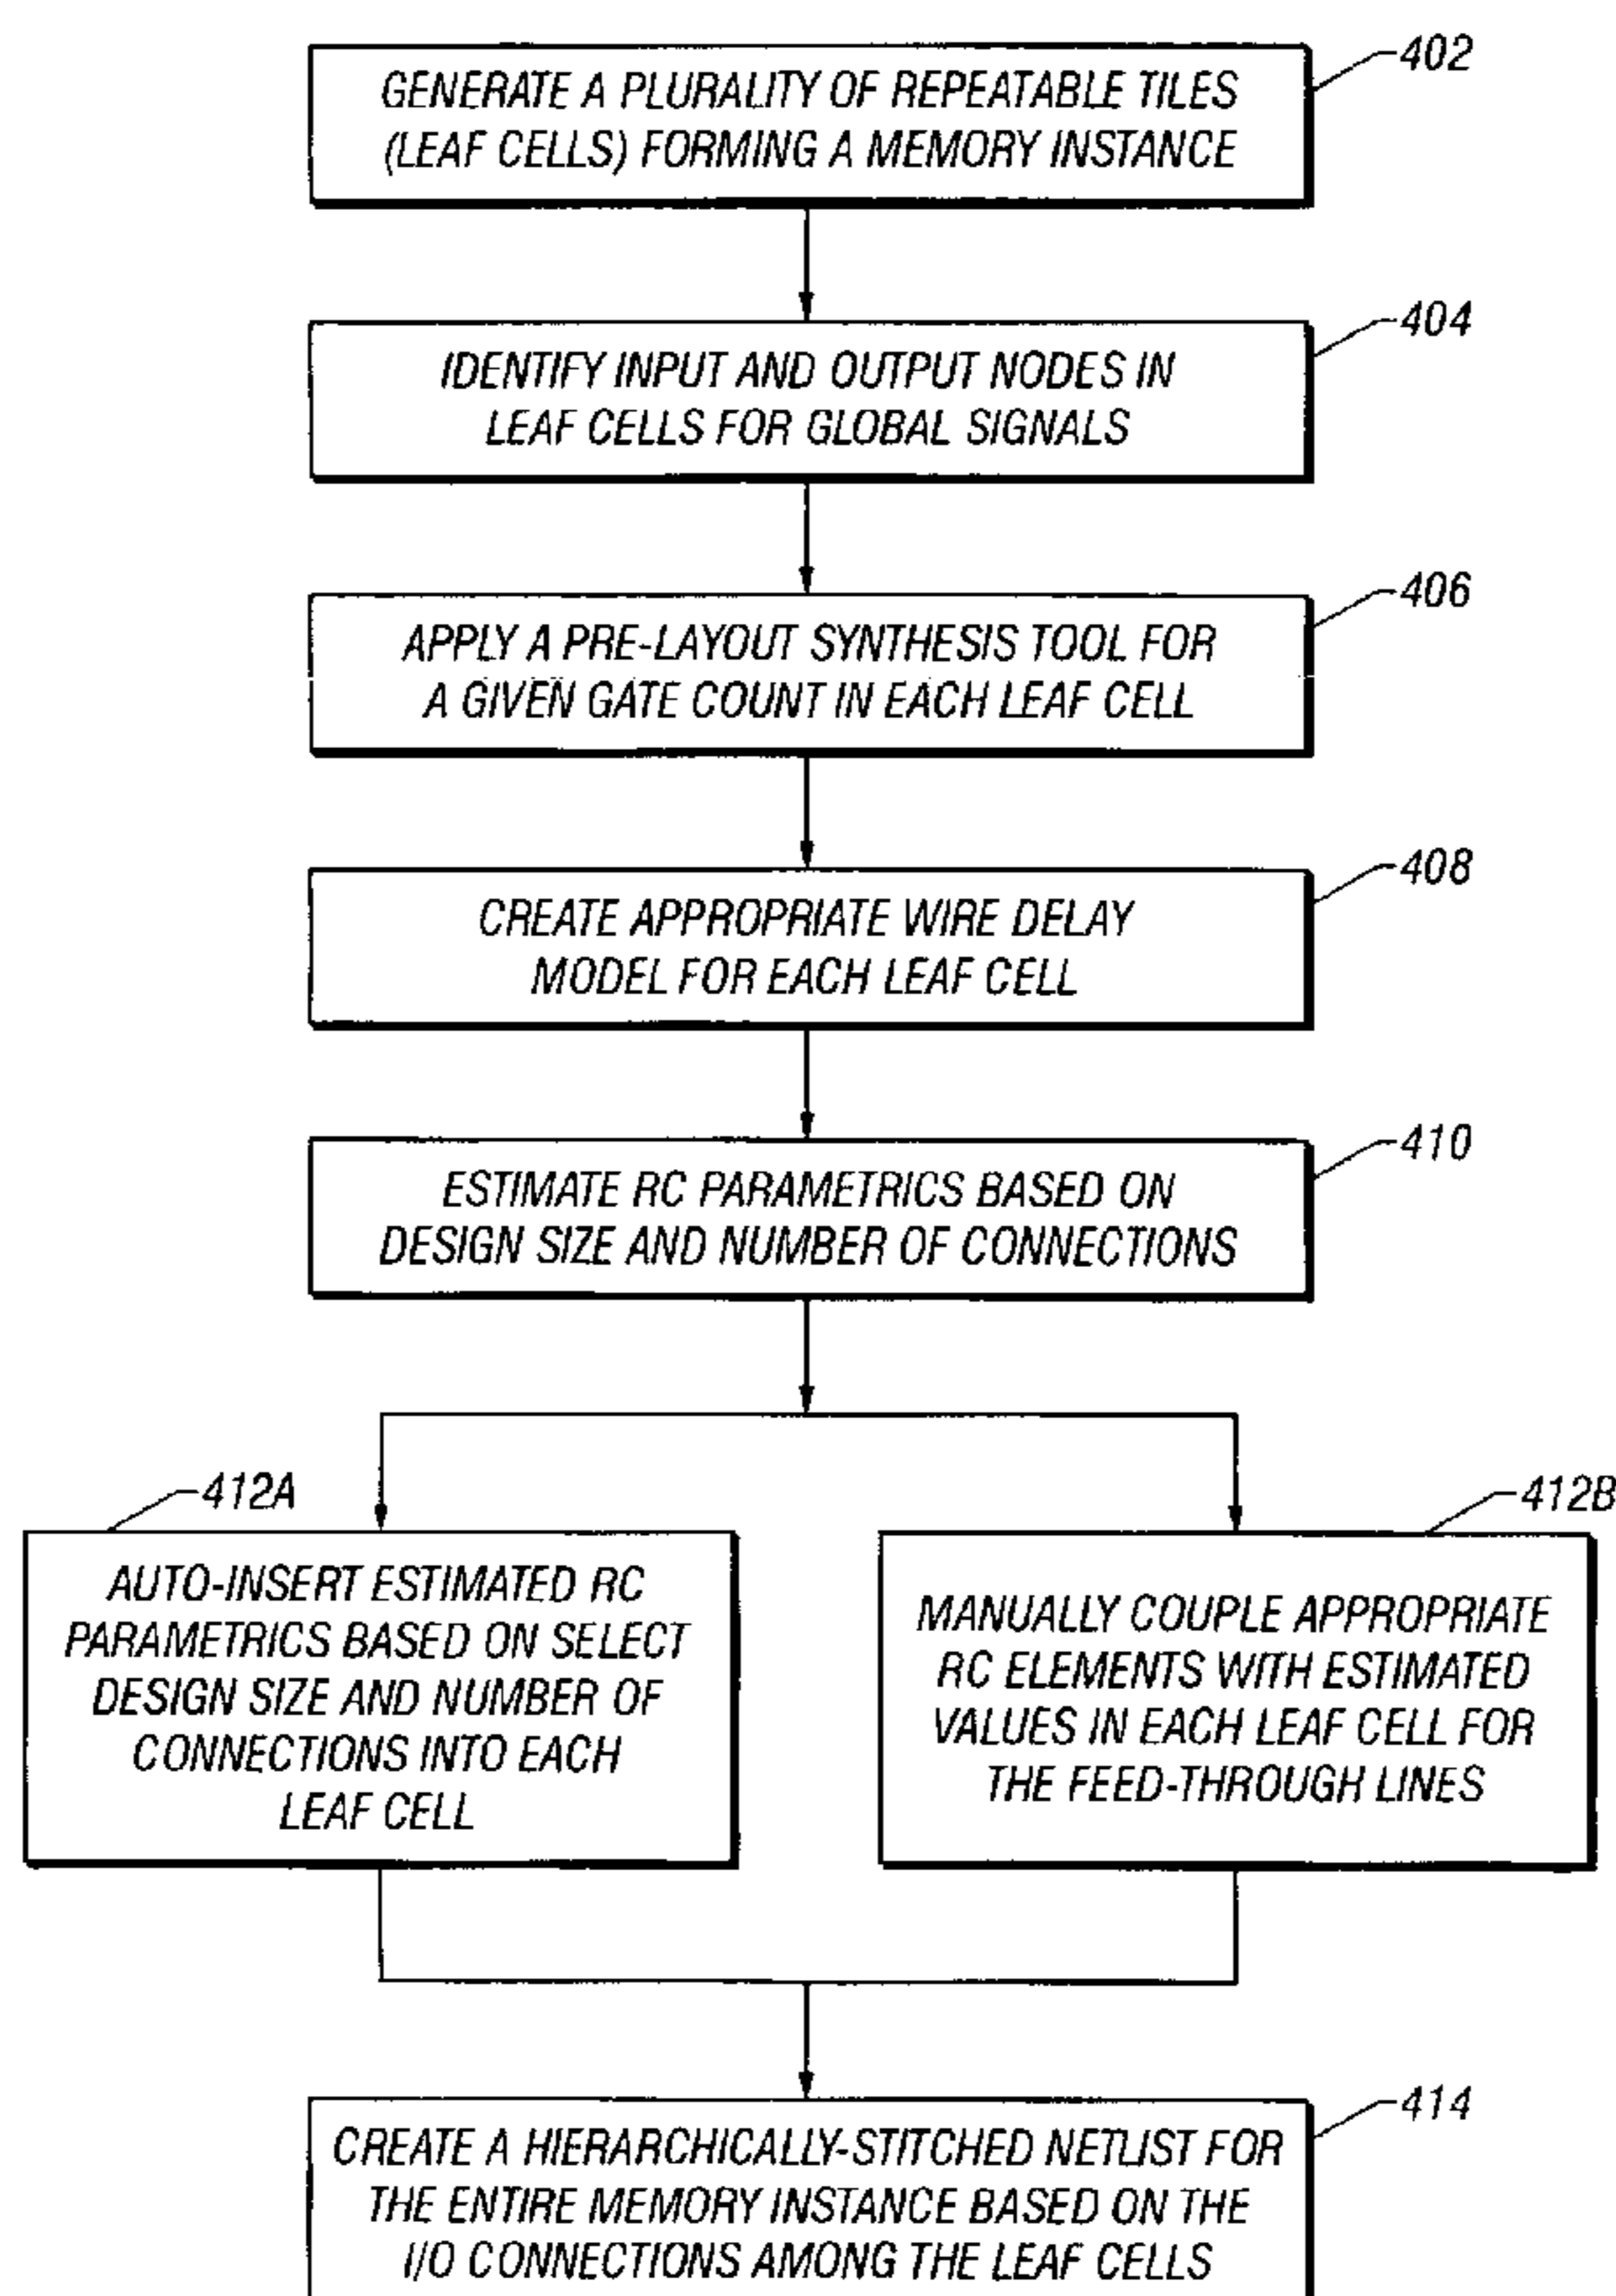 402
GENERATE A PLURALITY OF REPEATABLE TILES
(LEAF CELLS) FORMING A MEMORY INSTANCE
404
IDENTIFY INPUT AND OUTPUT NODES IN
LEAF CELLS FOR GLOBAL SIGNALS
406
APPLY A PRE-LAYOUT SYNTHESIS TOOL FOR
A GIVEN GATE COUNT IN EACH LEAF CELL
408
CREATE APPROPRIATE WIRE DELAY
MODEL FOR EACH LEAF CELL
410
ESTIMATE RC PARAMETRICS BASED ON
DESIGN SIZE AND NUMBER OF CONNECTIONS
412A
AUTO-INSERT ESTIMATED RC
PARAMETRICS BASED ON SELECT
DESIGN SIZE AND NUMBER OF
CONNECTIONS INTO EACH
LEAF CELL
412B
MANUALLY COUPLE APPROPRIATE
RC ELEMENTS WITH ESTIMATED
VALUES IN EACH LEAF CELL FOR
THE FEED-THROUGH LINES
414
CREATE A HIERARCHICALLY-STITCHED NETLIST FOR
THE ENTIRE MEMORY INSTANCE BASED ON THE
I/O CONNECTIONS AMONG THE LEAF CELLS